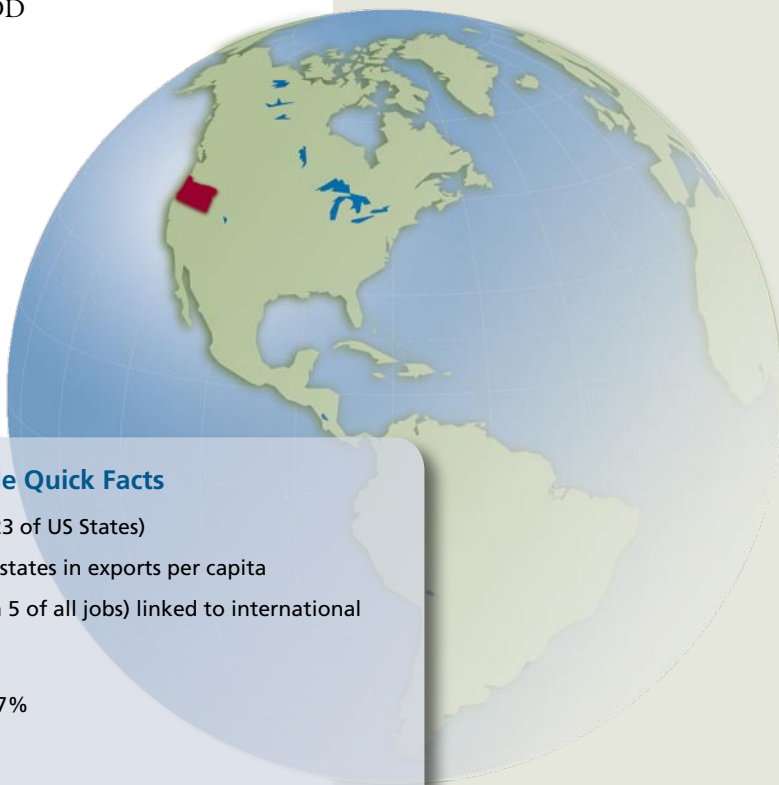 OD
e Quick Facts
23 of US States)
states in exports per capita
5 of all jobs) linked to international
7%